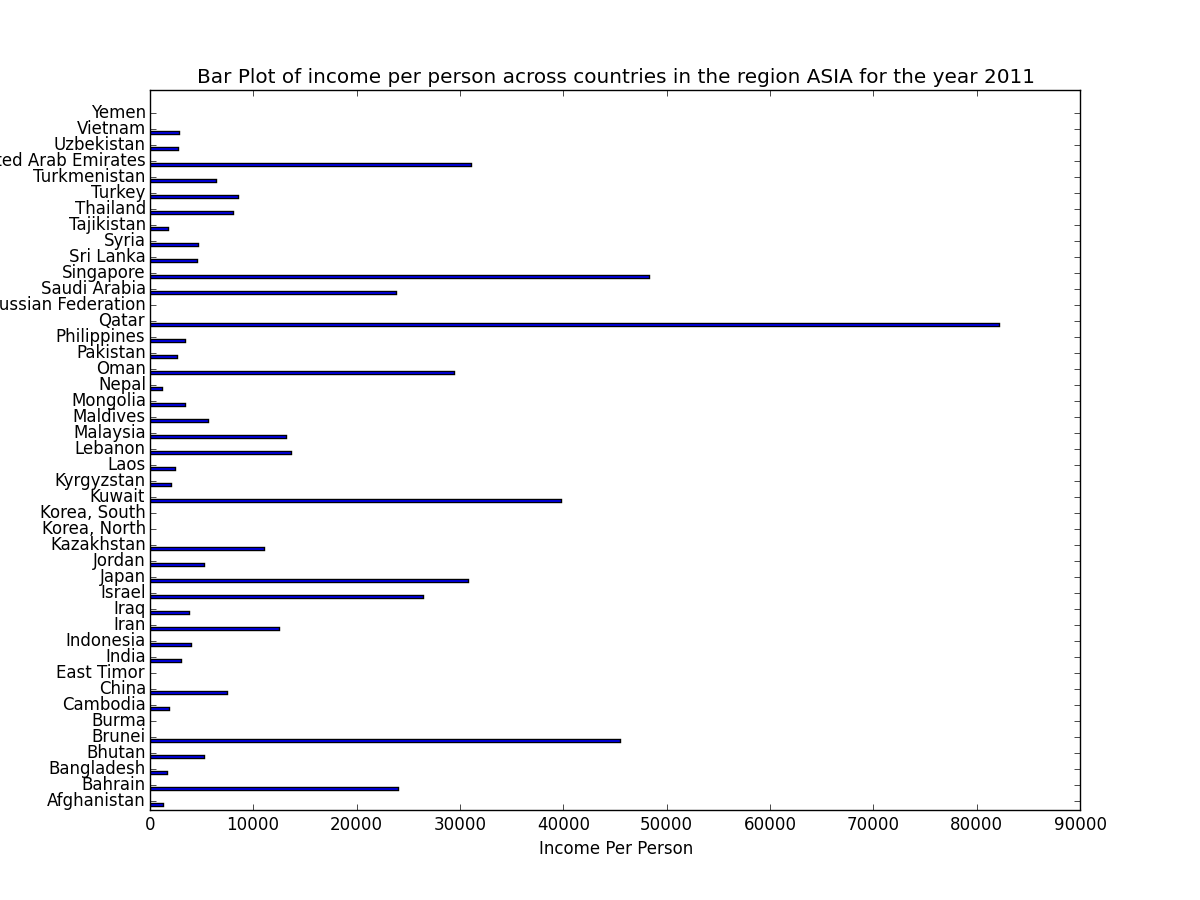 Bar Plot of income per person across countries in the region ASIA for the year 2011
Yemen
Vietnam
Uzbekistan
ted Arab Emirates
Turkmenistan
Turkey
Thailand
Tajikistan
Syria
Sri Lanka
Singapore
Saudi Arabia
ussian Federation
Qatar
Philippines
Pakistan
Oman
Nepal
Mongolia
Maldives
Malaysia
Lebanon
Laos
Kyrgyzstan
Kuwait
Korea, South
Korea, North
Kazakhstan
Jordan
Japan
Israel
Iraq
Iran
Indonesia
India
East Timor
China
Cambodia
Burma
Brunei
Bhutan
Bangladesh
Bahrain
Afghanistan
0 10000 20000 30000 40000 50000 60000 70000 80000 90000
Income Per Person